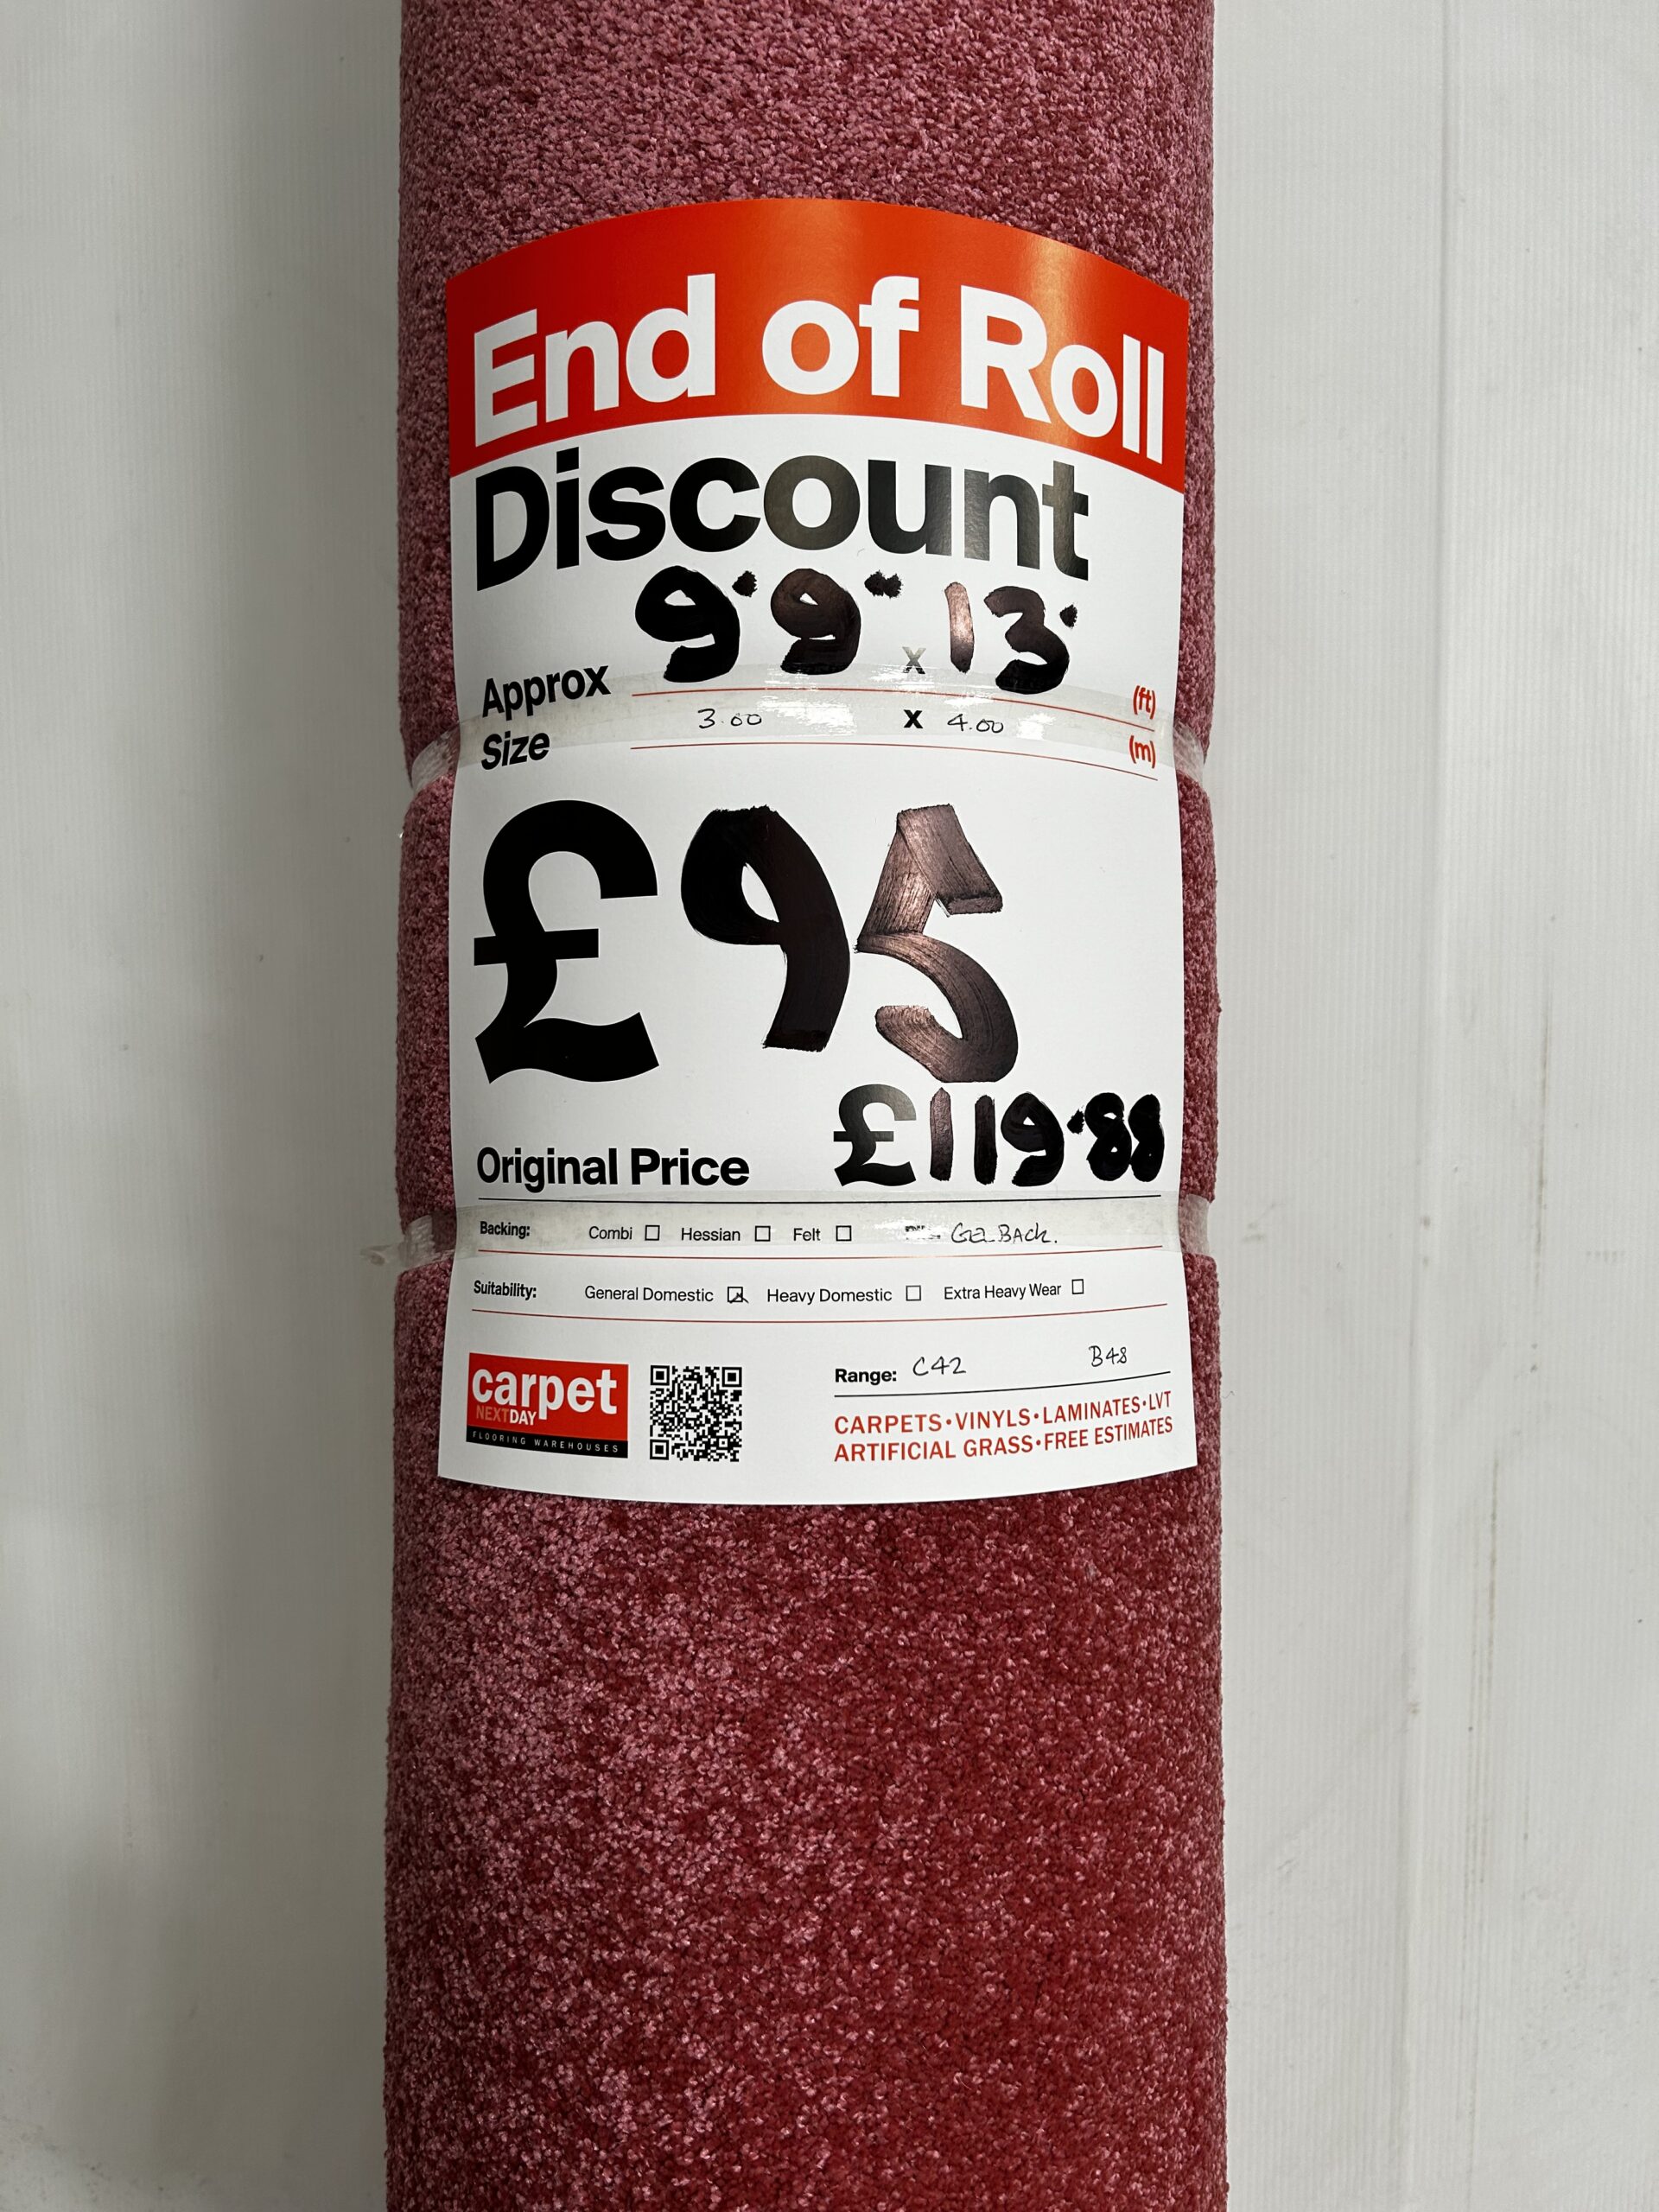 End of Roll
Discount
Approx 9'9" x 13' (ft)
Size 3.00 x 4.00 (m)
£95
Original Price £119.88
Backing: Combi Hessian Felt GEL BACK.
Suitability: General Domestic Heavy Domestic Extra Heavy Wear
Range: C42 B48
carpet
NEXTDAY
FLOORING WAREHOUSES
CARPETS•VINYLS•LAMINATES•LVT
ARTIFICIAL GRASS•FREE ESTIMATES